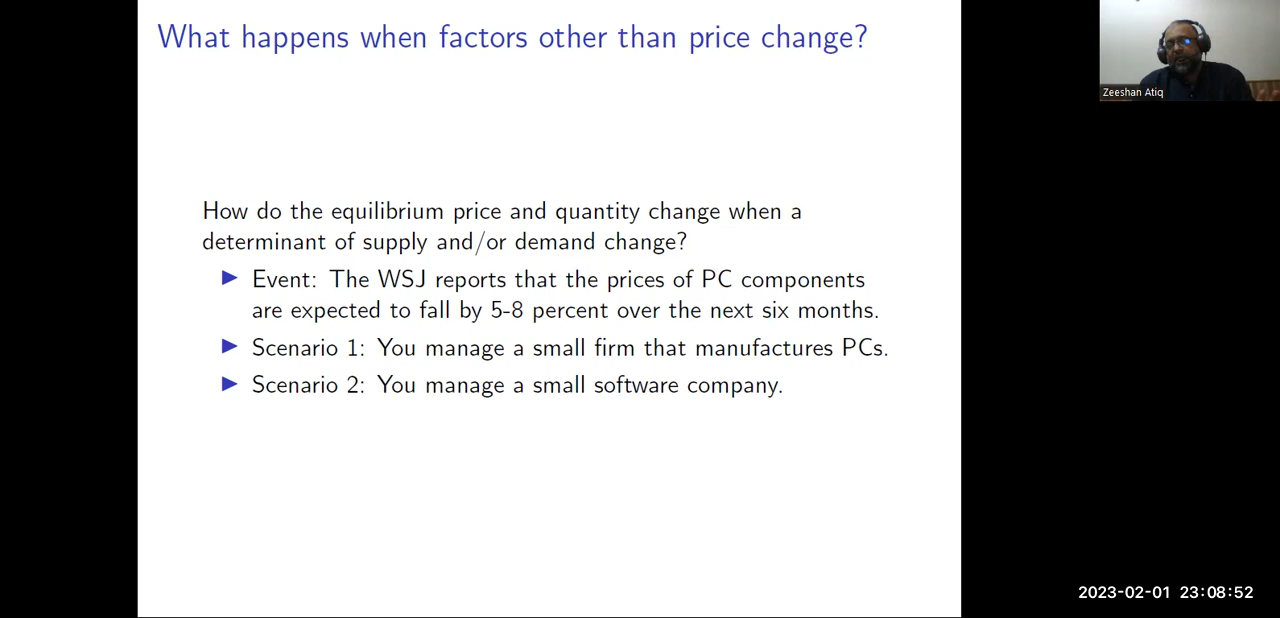 What happens when factors other than price change?
Zeeshan Atiq
How do the equilibrium price and quantity change when a
determinant of supply and/or demand change?
▶ Event: The WSJ reports that the prices of PC components
are expected to fall by 5-8 percent over the next six months.
▶ Scenario 1: You manage a small firm that manufactures PCs.
▶ Scenario 2: You manage a small software company.
2023-02-01 23:08:52